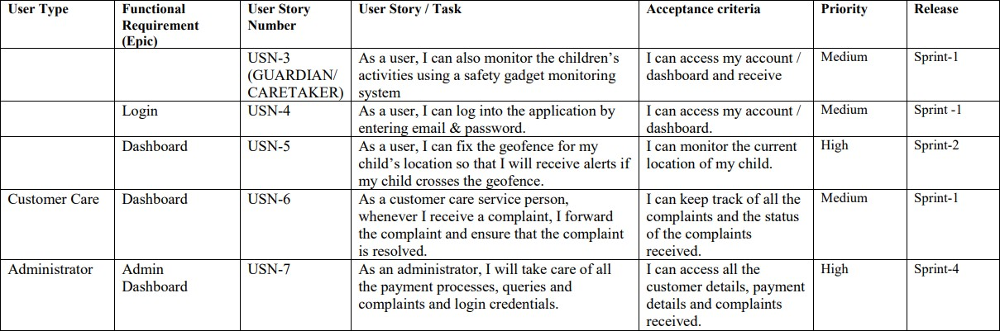 User Type Functional Requirement (Epic) User Story Number User Story / Task Acceptance criteria Priority Release
USN-3 (GUARDIAN/ CARETAKER) As a user, I can also monitor the children's activities using a safety gadget monitoring system I can access my account / dashboard and receive Medium Sprint-1
Login USN-4 As a user, I can log into the application by entering email & password. I can access my account / dashboard. Medium Sprint -1
Dashboard USN-5 As a user, I can fix the geofence for my child's location so that I will receive alerts if my child crosses the geofence. I can monitor the current location of my child. High Sprint-2
Customer Care Dashboard USN-6 As a customer care service person, whenever I receive a complaint, I forward the complaint and ensure that the complaint is resolved. I can keep track of all the complaints and the status of the complaints received. Medium Sprint-1
Administrator Admin Dashboard USN-7 As an administrator, I will take care of all the payment processes, queries and complaints and login credentials. I can access all the customer details, payment details and complaints received. High Sprint-4